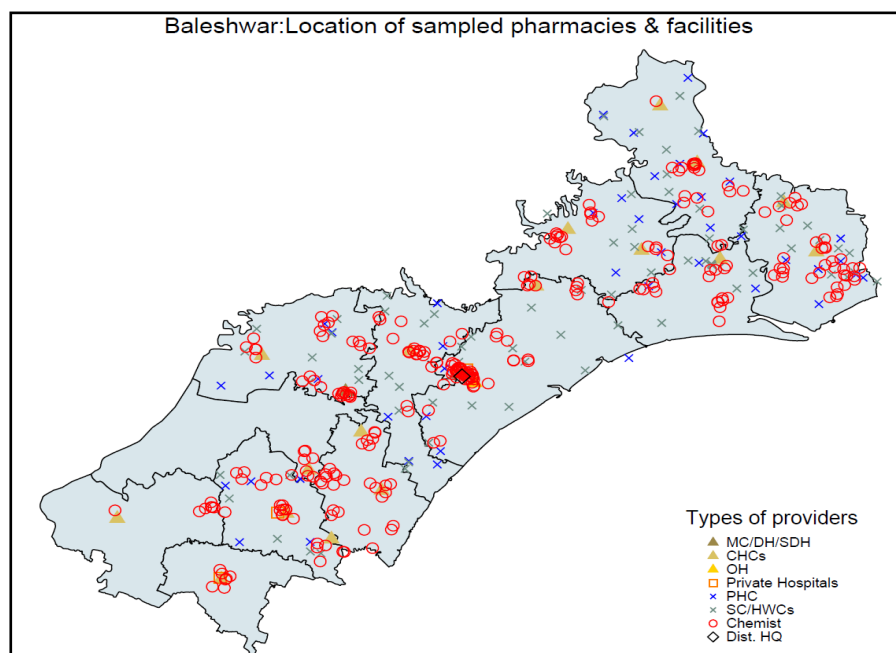 Baleshwar:Location of sampled pharmacies & facilities
Types of providers
MC/DH/SDH
CHCs
OH
Private Hospitals
PHC
SC/HWCs
Chemist
Dist. HQ